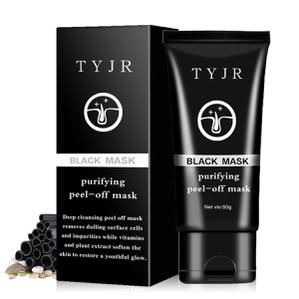 TYJR
BLACK MASK
purifying
peel-off mask
Deep cleansing peel off mask
removes dulling surface cells
& impurities while vitamins
and plant extract soften the
skin to restore a youthful glow.
TYJR
BLACK MASK
purifying
peel-off mask
Net vlo:50g